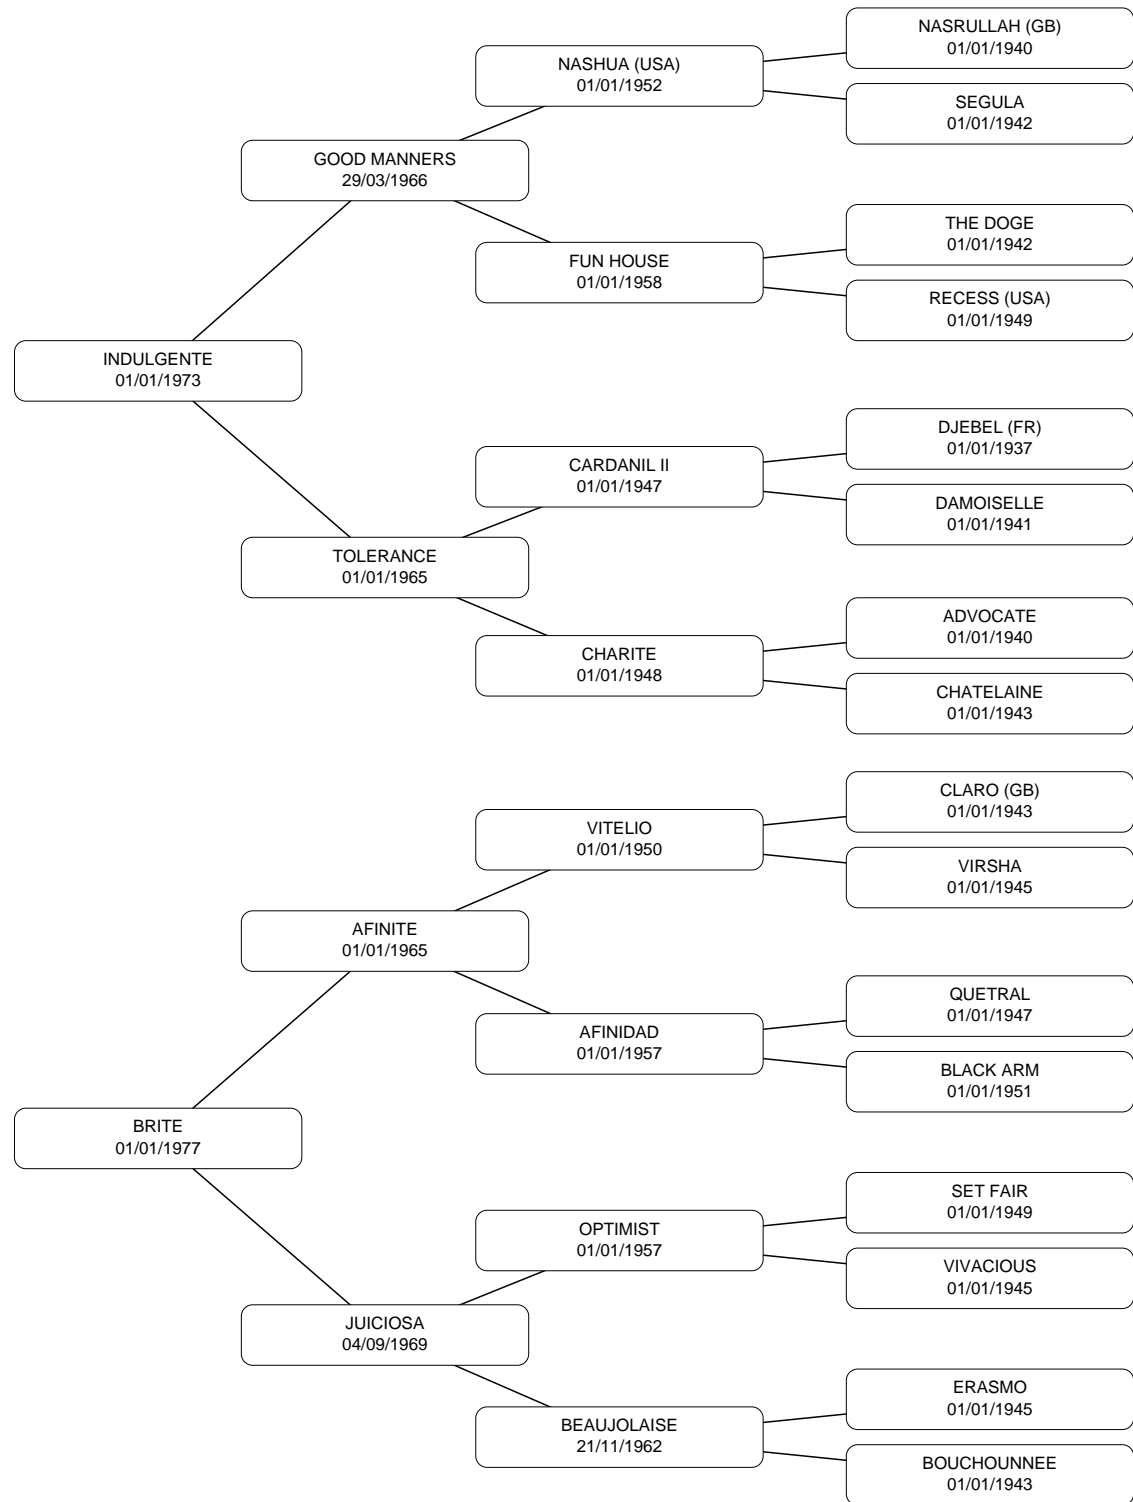 NASRULLAH (GB)
01/01/1940
NASHUA (USA)
01/01/1952
SEGULA
01/01/1942
GOOD MANNERS
29/03/1966
THE DOGE
01/01/1942
FUN HOUSE
01/01/1958
RECESS (USA)
01/01/1949
INDULGENTE
01/01/1973
DJEBEL (FR)
01/01/1937
CARDANIL II
01/01/1947
DAMOISELLE
01/01/1941
TOLERANCE
01/01/1965
ADVOCATE
01/01/1940
CHARITE
01/01/1948
CHATELAINE
01/01/1943
CLARO (GB)
01/01/1943
VITELIO
01/01/1950
VIRSHA
01/01/1945
AFINITE
01/01/1965
QUETRAL
01/01/1947
AFINIDAD
01/01/1957
BLACK ARM
01/01/1951
BRITE
01/01/1977
SET FAIR
01/01/1949
OPTIMIST
01/01/1957
VIVACIOUS
01/01/1945
JUICIOSA
04/09/1969
ERASMO
01/01/1945
BEAUJOLAISE
21/11/1962
BOUCHOUNNEE
01/01/1943